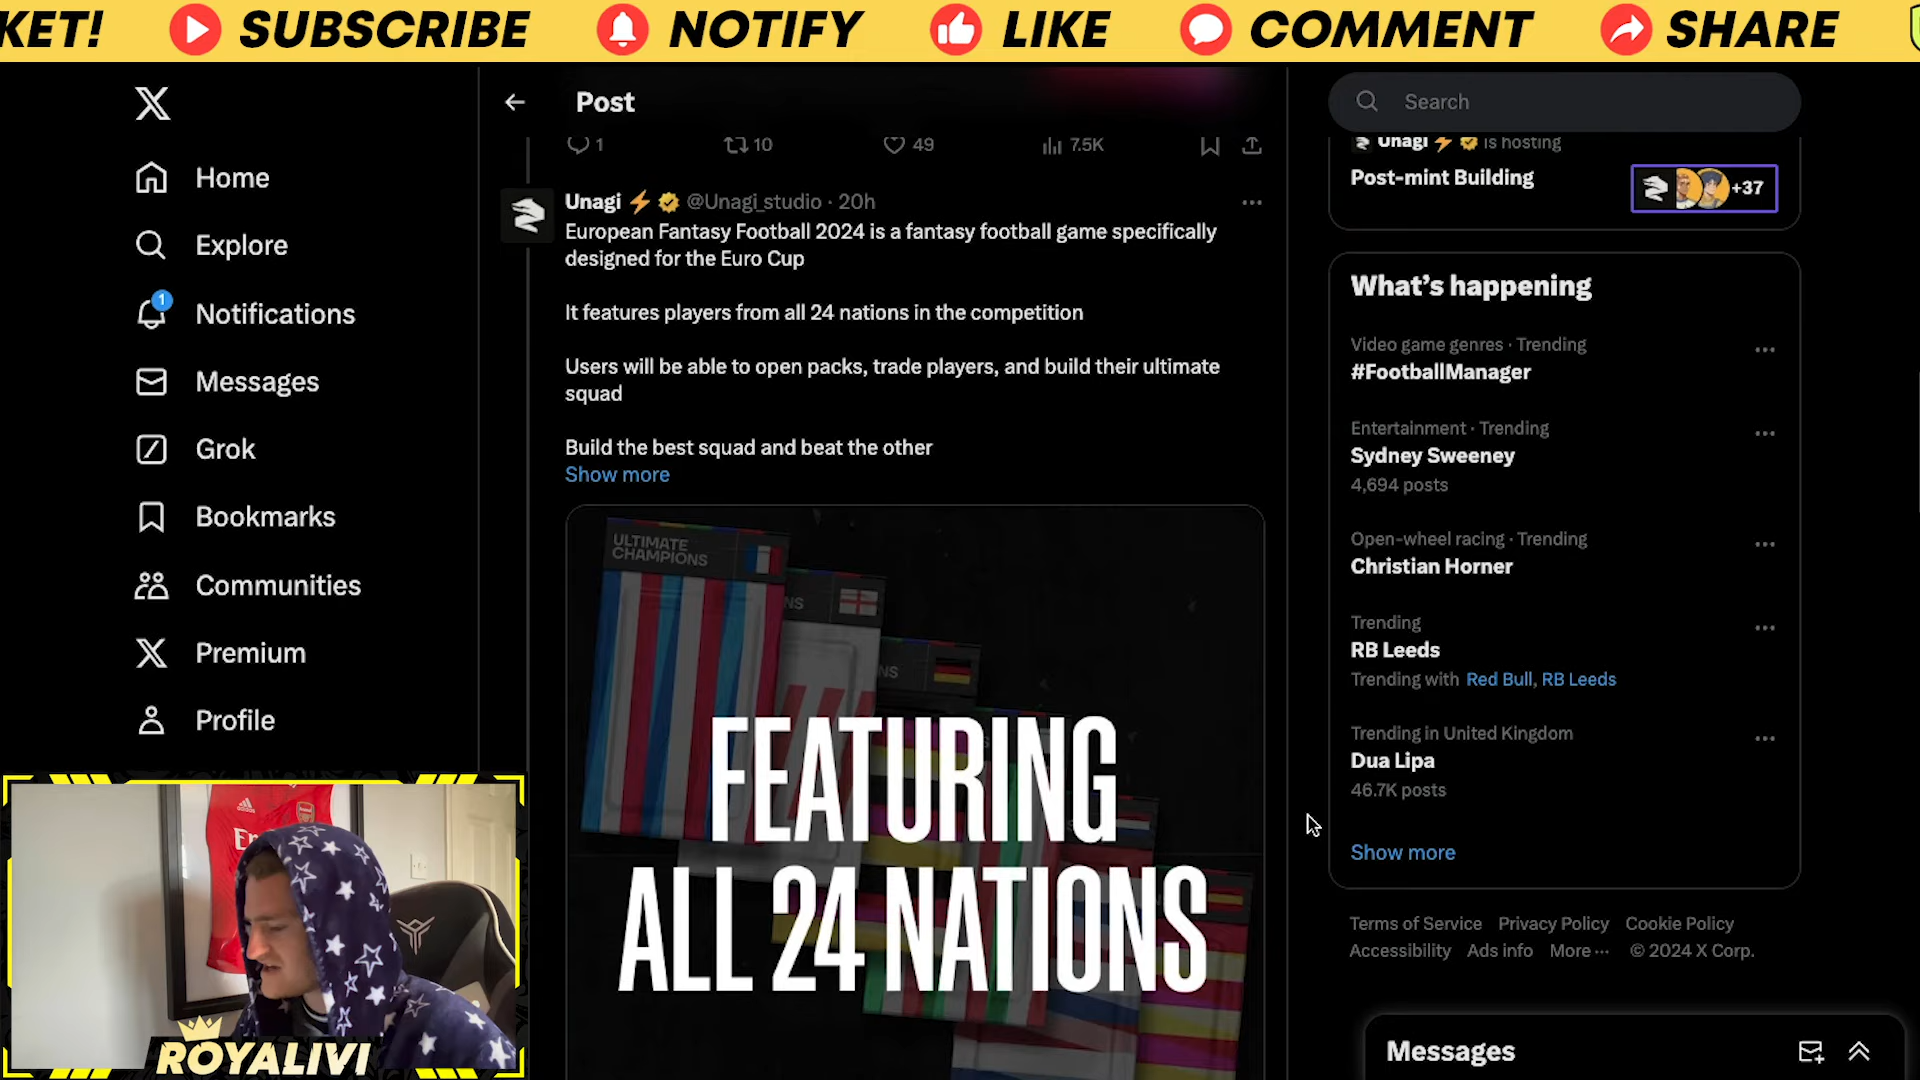 KET! SUBSCRIBE NOTIFY LIKE COMMENT SHARE
Home
Explore
1
Notifications
Messages
Grok
Bookmarks
Communities
Premium
Profile
ROYALIVI
Post
1 10 49 7.5K
Unagi @Unagi_studio · 20h
European Fantasy Football 2024 is a fantasy football game specifically
designed for the Euro Cup
It features players from all 24 nations in the competition
Users will be able to open packs, trade players, and build their ultimate
squad
Build the best squad and beat the other
Show more
ULTIMATE
CHAMPIONS
NS
NS
FEATURING
ALL 24 NATIONS
Search
Unagi is hosting
Post-mint Building
+37
What's happening
Video game genres · Trending
#FootballManager
Entertainment · Trending
Sydney Sweeney
4,694 posts
Open-wheel racing · Trending
Christian Horner
Trending
RB Leeds
Trending with Red Bull, RB Leeds
Trending in United Kingdom
Dua Lipa
46.7K posts
Show more
Terms of Service Privacy Policy Cookie Policy
Accessibility Ads info More ··· © 2024 X Corp.
Messages